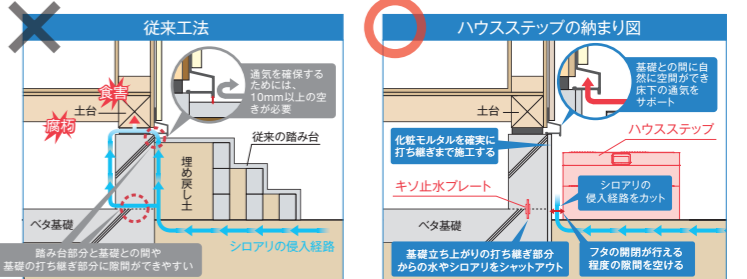 従来工法
通気を確保する
ためには、
10mm以上の空
きが必要
食害
腐朽
土台
従来の踏み台
埋め戻し土
ベタ基礎
シロアリの侵入経路
踏み台部分と基礎との間や
基礎の打ち継ぎ部分に隙間ができやすい
ハウスステップの納まり図
基礎との間に自
然に空間ができ
床下の通気を
サポート
土台
化粧モルタルを確実に
打ち継ぎまで施工する
ハウスステップ
キソ止水プレート
シロアリの
侵入経路をカット
ベタ基礎
基礎立ち上がりの打ち継ぎ部分
からの水やシロアリをシャットアウト
フタの開閉が行える
程度の隙間を空ける